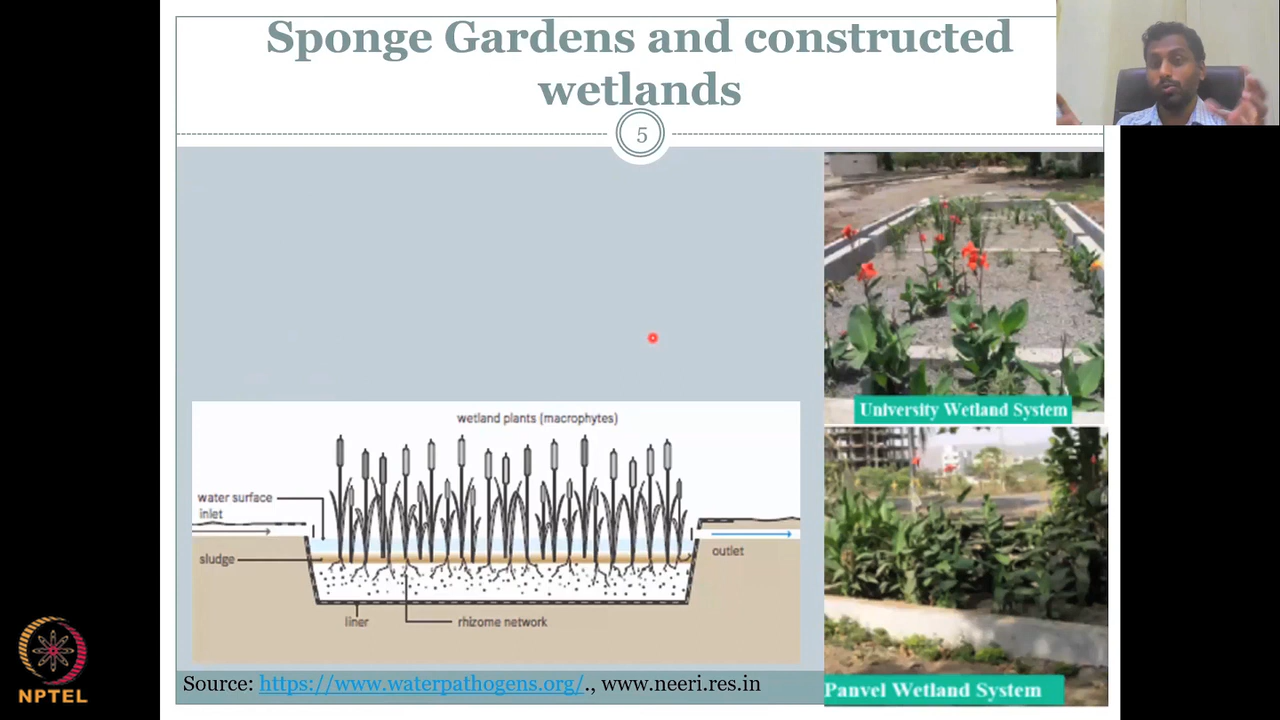 Sponge Gardens and constructed
wetlands
5
wetland plants (macrophytes)
water surface
inlet
sludge
outlet
liner
rhizome network
University Wetland System
Panvel Wetland System
Source: https://www.waterpathogens.org/., www.neeri.res.in
NPTEL